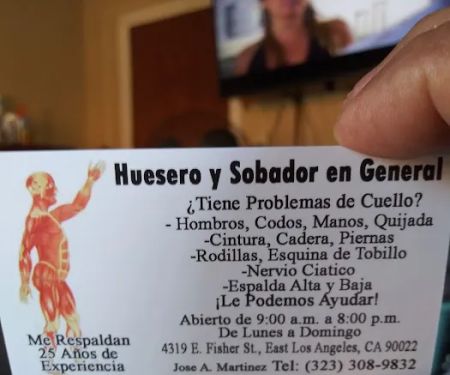 Huesero y Sobador en General
¿Tiene Problemas de Cuello?
- Hombros, Codos, Manos, Quijada
-Cintura, Cadera, Piernas
-Rodillas, Esquina de Tobillo
-Nervio Ciatico
-Espalda Alta y Baja
¡Le Podemos Ayudar!
Abierto de 9:00 a.m. a 8:00 p.m.
De Lunes a Domingo
4319 E. Fisher St., East Los Angeles, CA 90022
Jose A. Martinez Tel: (323) 308-9832
Me Respaldan
25 Años de
Experiencia